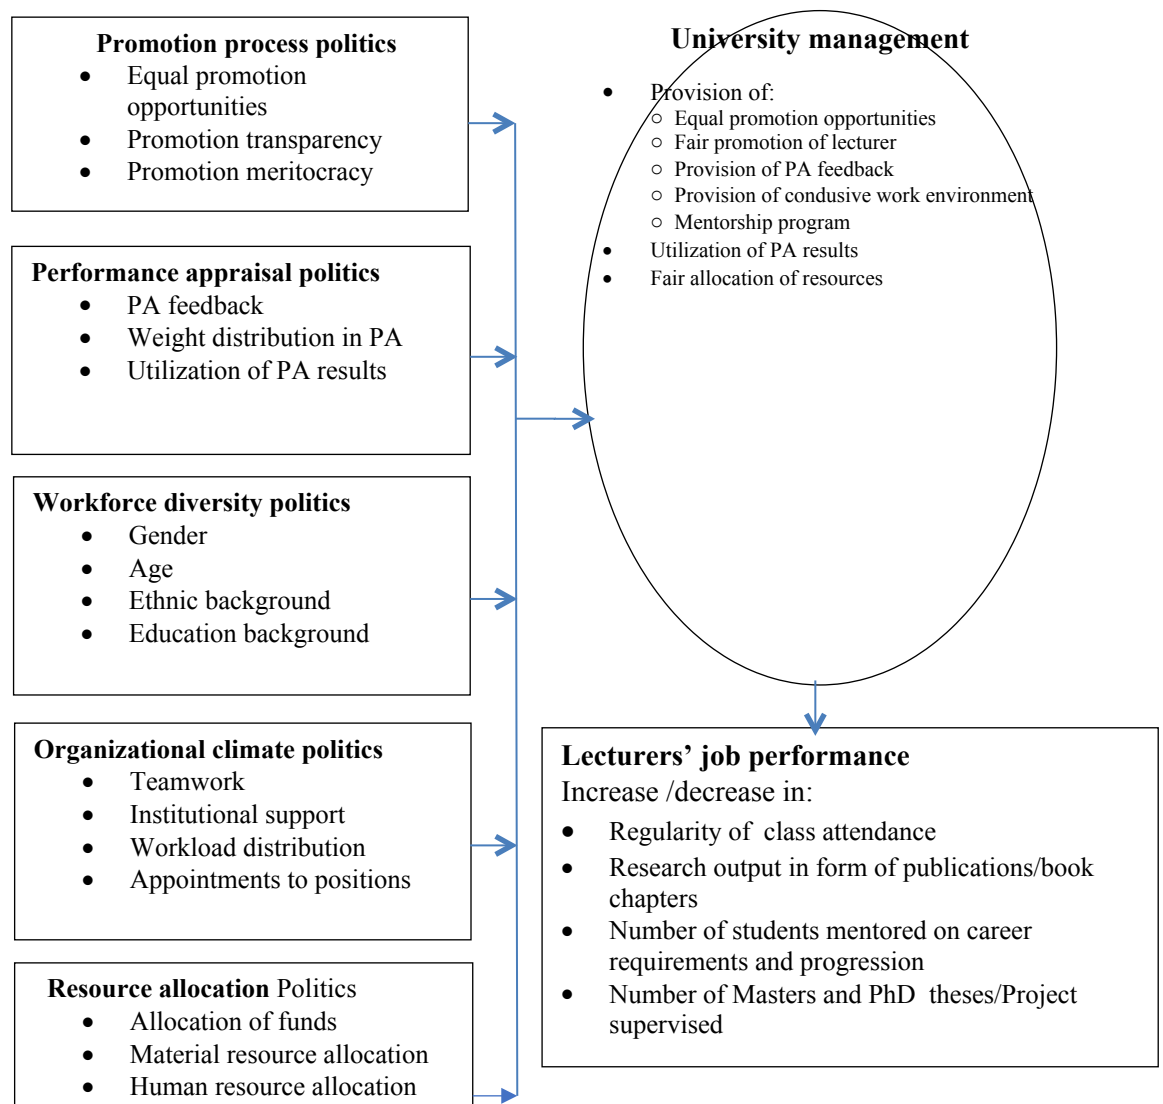 Promotion process politics
• Equal promotion
opportunities
• Promotion transparency
• Promotion meritocracy
Performance appraisal politics
• PA feedback
• Weight distribution in PA
• Utilization of PA results
Workforce diversity politics
• Gender
• Age
• Ethnic background
• Education background
Organizational climate politics
• Teamwork
• Institutional support
• Workload distribution
• Appointments to positions
Resource allocation Politics
• Allocation of funds
• Material resource allocation
• Human resource allocation
University management
• Provision of:
○ Equal promotion opportunities
○ Fair promotion of lecturer
○ Provision of PA feedback
○ Provision of condusive work environment
○ Mentorship program
• Utilization of PA results
• Fair allocation of resources
Lecturers’ job performance
Increase /decrease in:
• Regularity of class attendance
• Research output in form of publications/book
chapters
• Number of students mentored on career
requirements and progression
• Number of Masters and PhD theses/Project
supervised